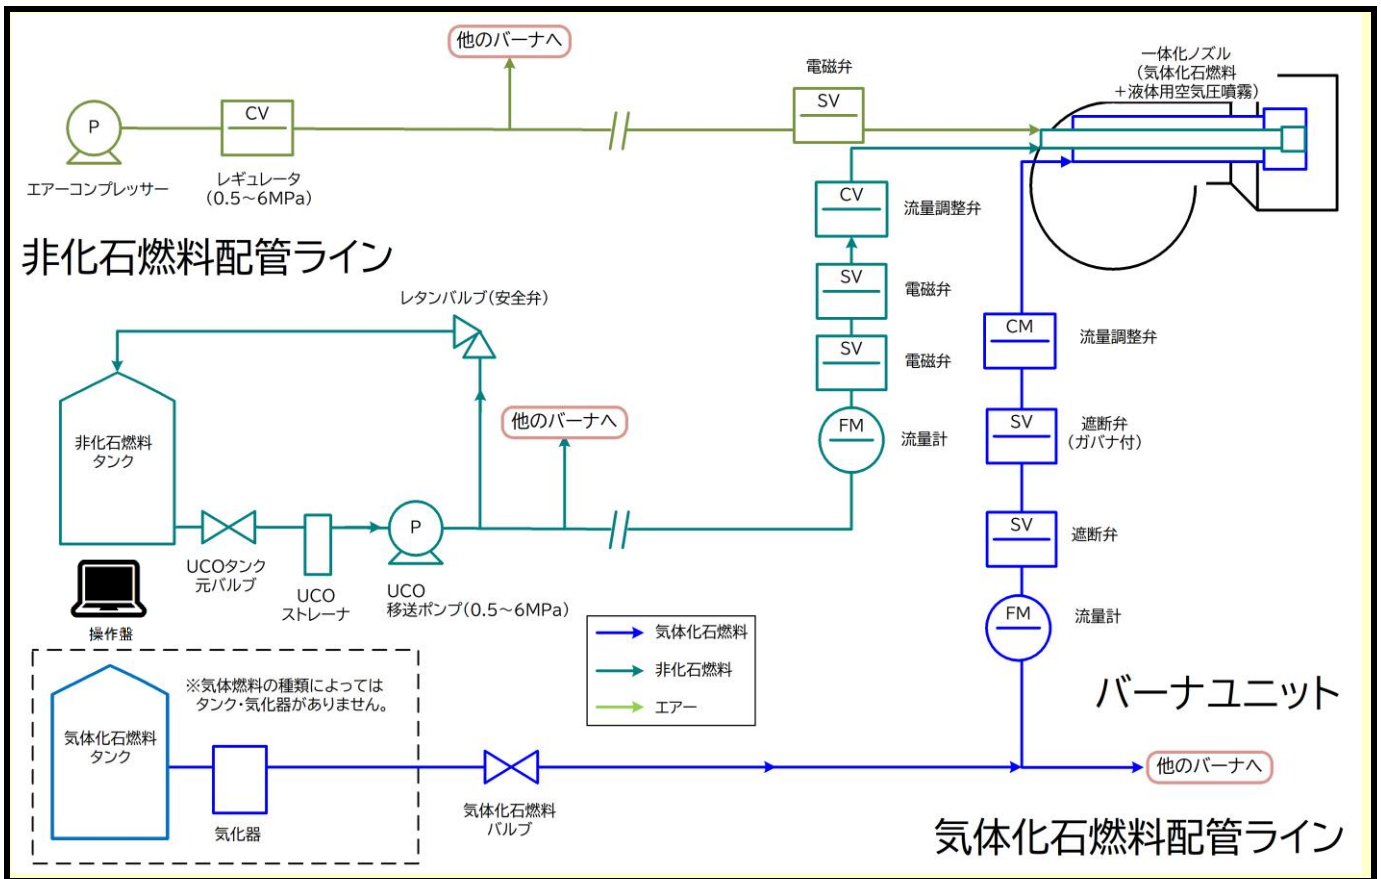 他のバーナへ
電磁弁
一体化ノズル
(気体化石燃料
+液体用空気圧噴霧)
P
CV
SV
エアーコンプレッサー
レギュレータ
(0.5~6MPa)
CV
流量調整弁
非化石燃料配管ライン
SV
電磁弁
レタンバルブ(安全弁)
SV
電磁弁
CM
流量調整弁
非化石燃料
タンク
他のバーナへ
FM
流量計
SV
遮断弁
(ガバナ付)
P
SV
遮断弁
UCOタンク
元バルブ
UCO
ストレーナ
UCO
移送ポンプ(0.5~6MPa)
操作盤
FM
流量計
気体化石燃料
非化石燃料
エアー
※気体燃料の種類によっては
タンク・気化器がありません。
バーナユニット
気体化石燃料
タンク
気化器
気体化石燃料
バルブ
他のバーナへ
気体化石燃料配管ライン